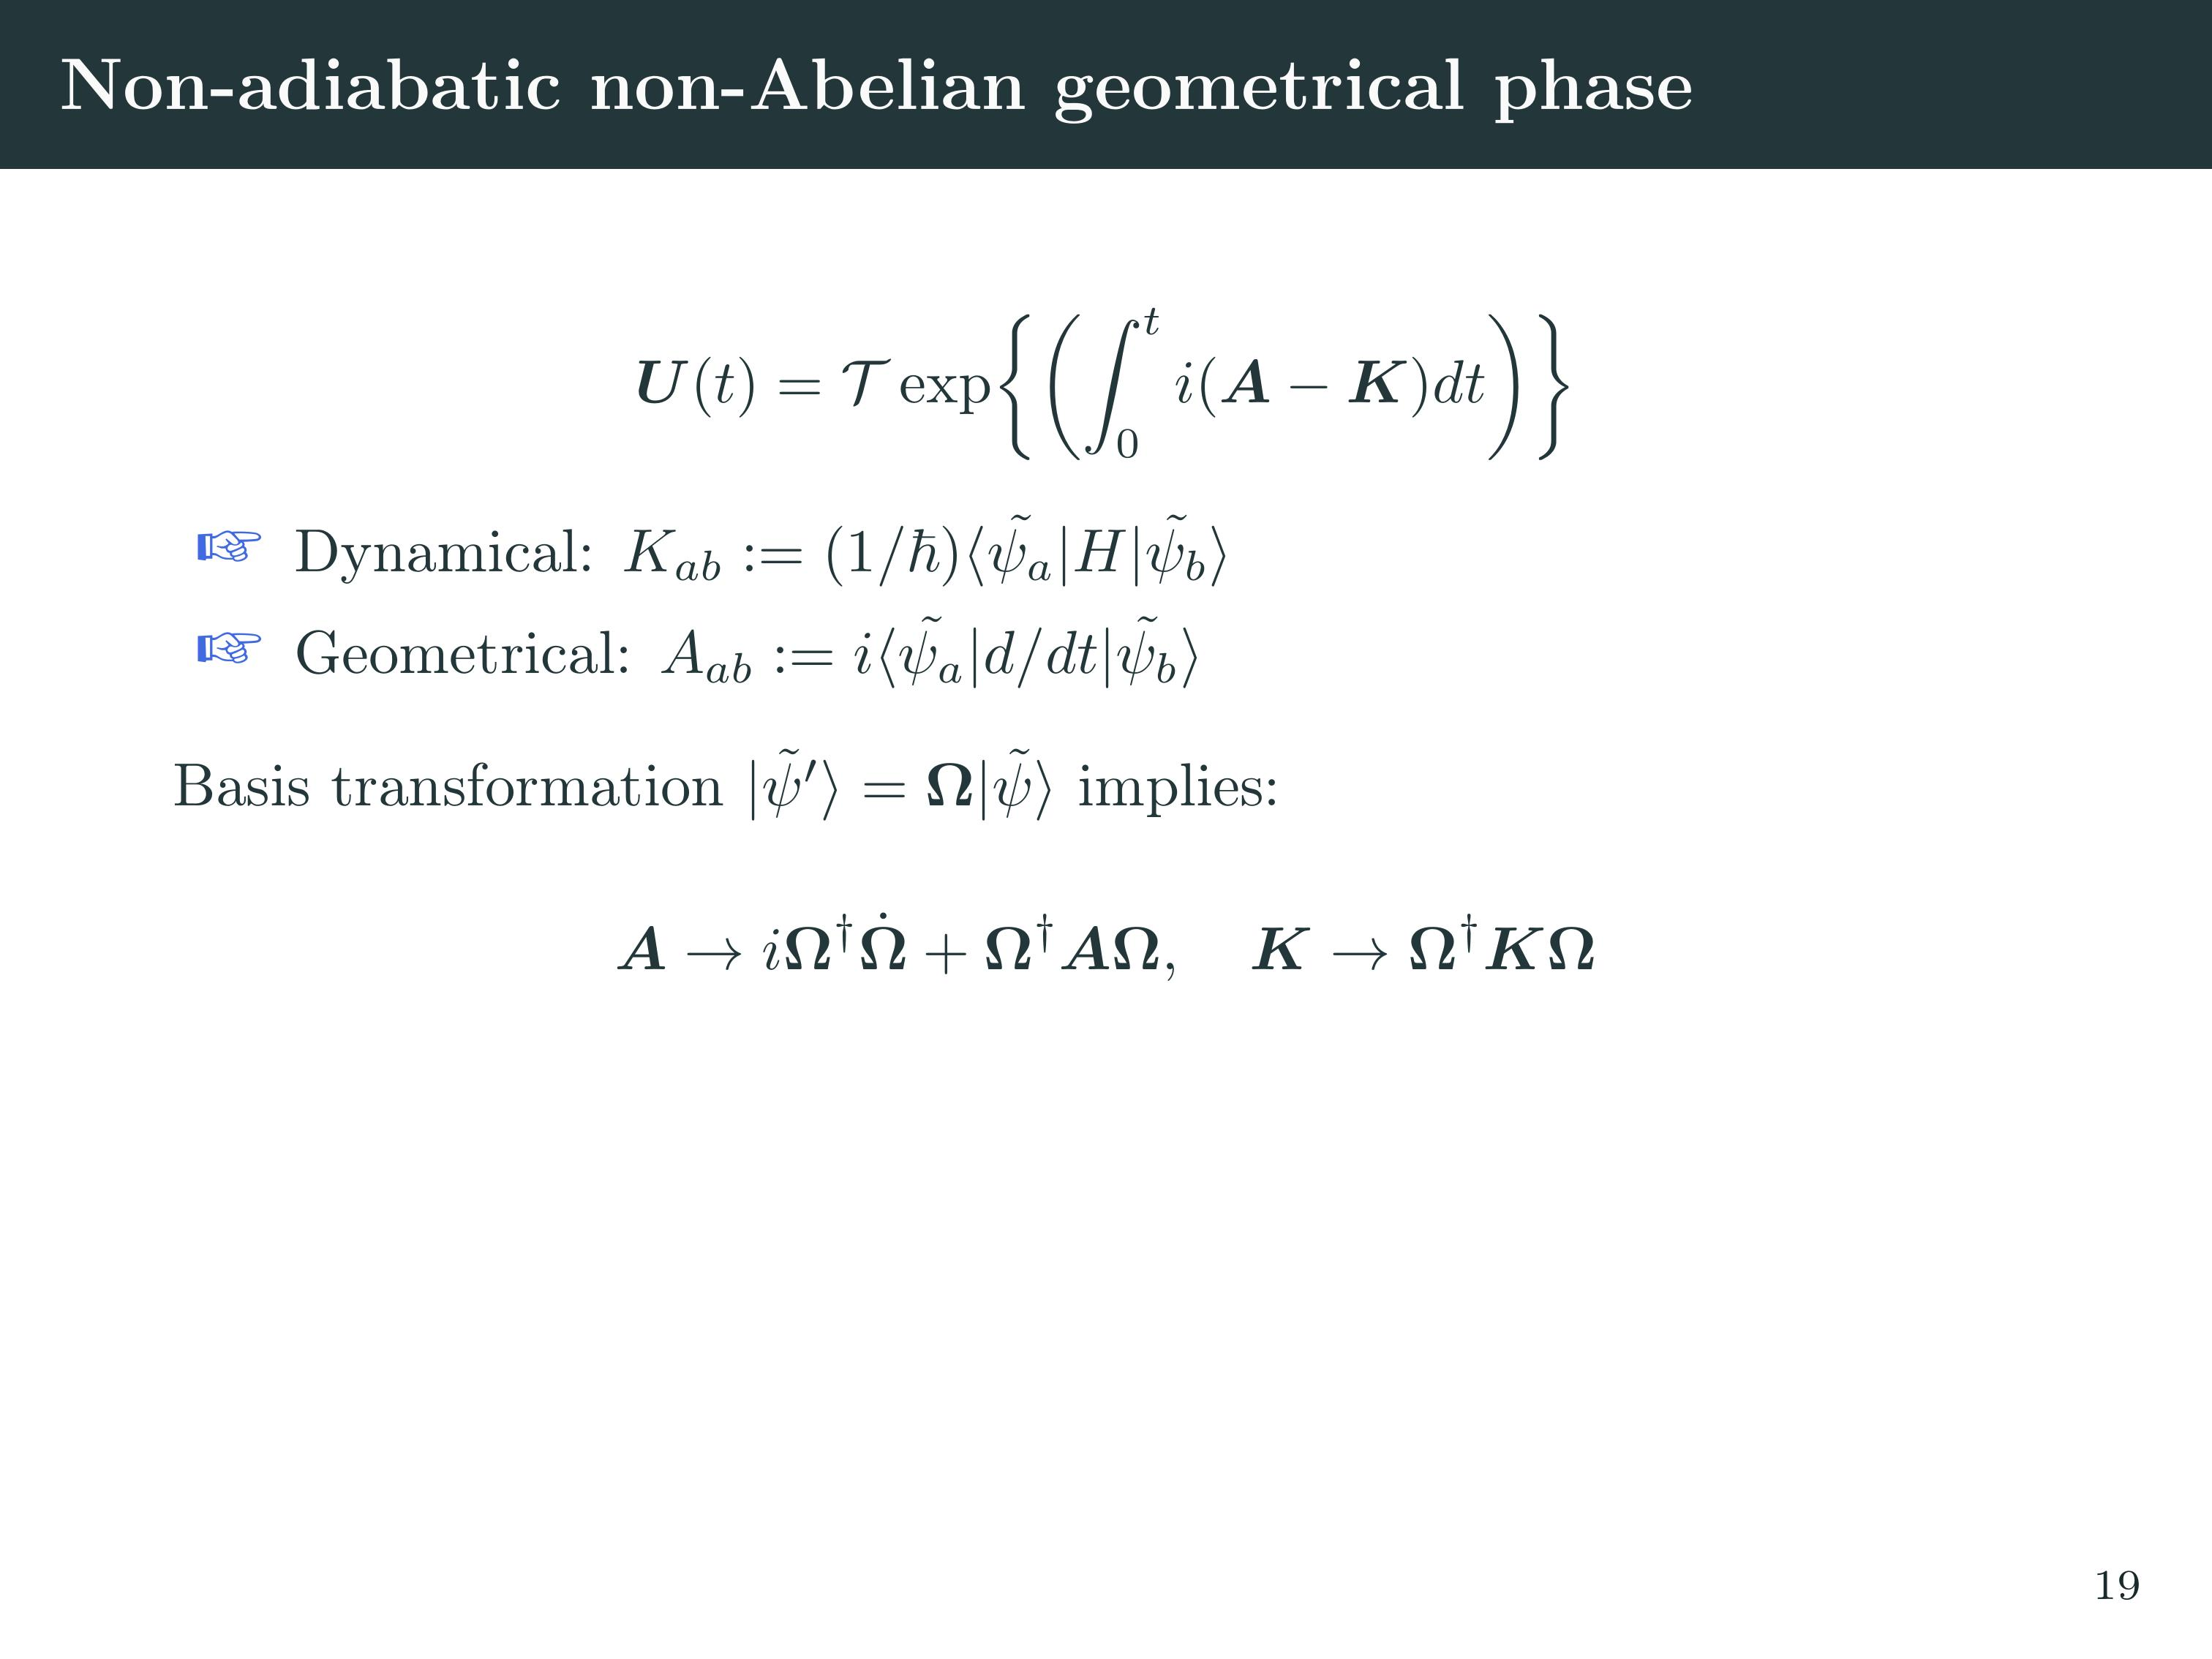 Non-adiabatic non-Abelian geometrical phase
U(t) = 𝒯 exp{(∫₀ᵗ i(A − K)dt)}
☞ Dynamical: K_ab := (1/ℏ)⟨ψ̃_a|H|ψ̃_b⟩
☞ Geometrical: A_ab := i⟨ψ̃_a|d/dt|ψ̃_b⟩
Basis transformation |ψ̃′⟩ = Ω|ψ̃⟩ implies:
A → iΩ†Ω̇ + Ω†AΩ, K → Ω†KΩ
19